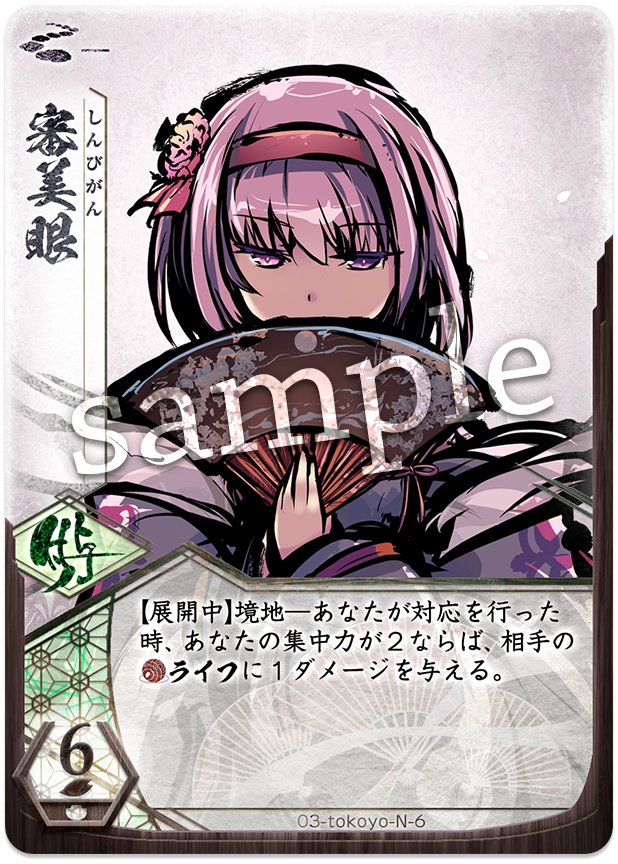 審美眼
しんびがん
sample
付与
【展開中】境地―あなたが対応を行った
時、あなたの集中力が2ならば、相手の
ライフに1ダメージを与える。
6
03-tokoyo-N-6